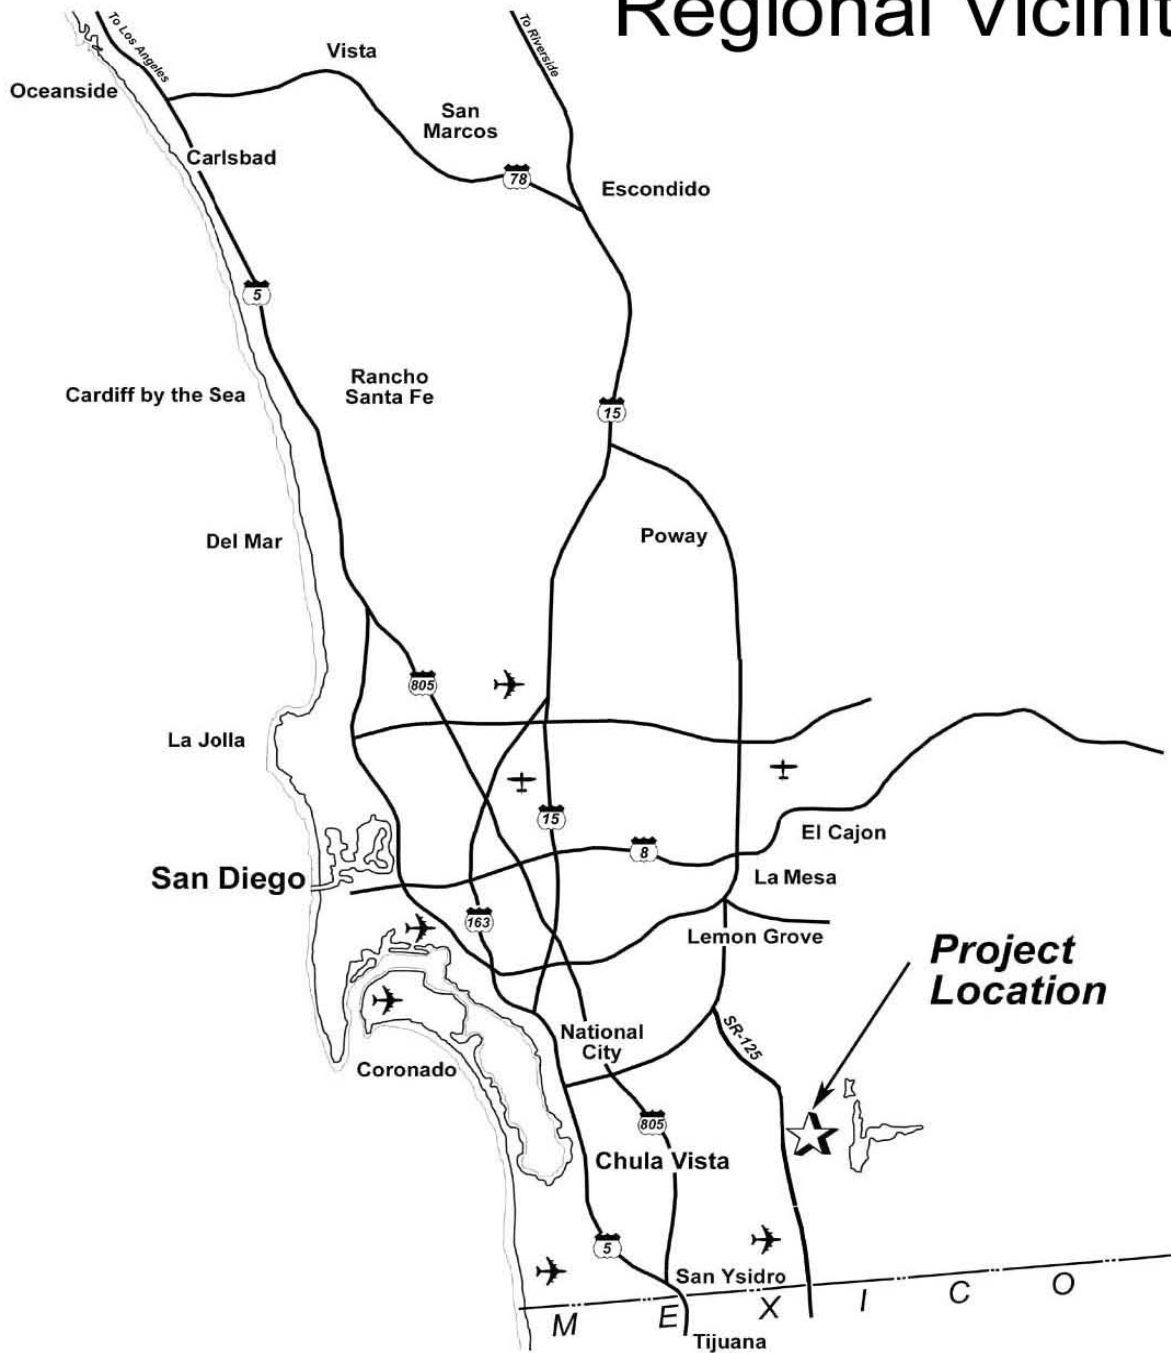 Regional Vicinit
To Los Angeles
To Riverside
Vista
Oceanside
San
Marcos
Carlsbad
78
Escondido
5
Rancho
Santa Fe
Cardiff by the Sea
15
Poway
Del Mar
805
La Jolla
15
El Cajon
8
San Diego
La Mesa
163
Lemon Grove
Project
Location
SR-125
National
City
Coronado
805
Chula Vista
5
San Ysidro
M E X I C O
Tijuana